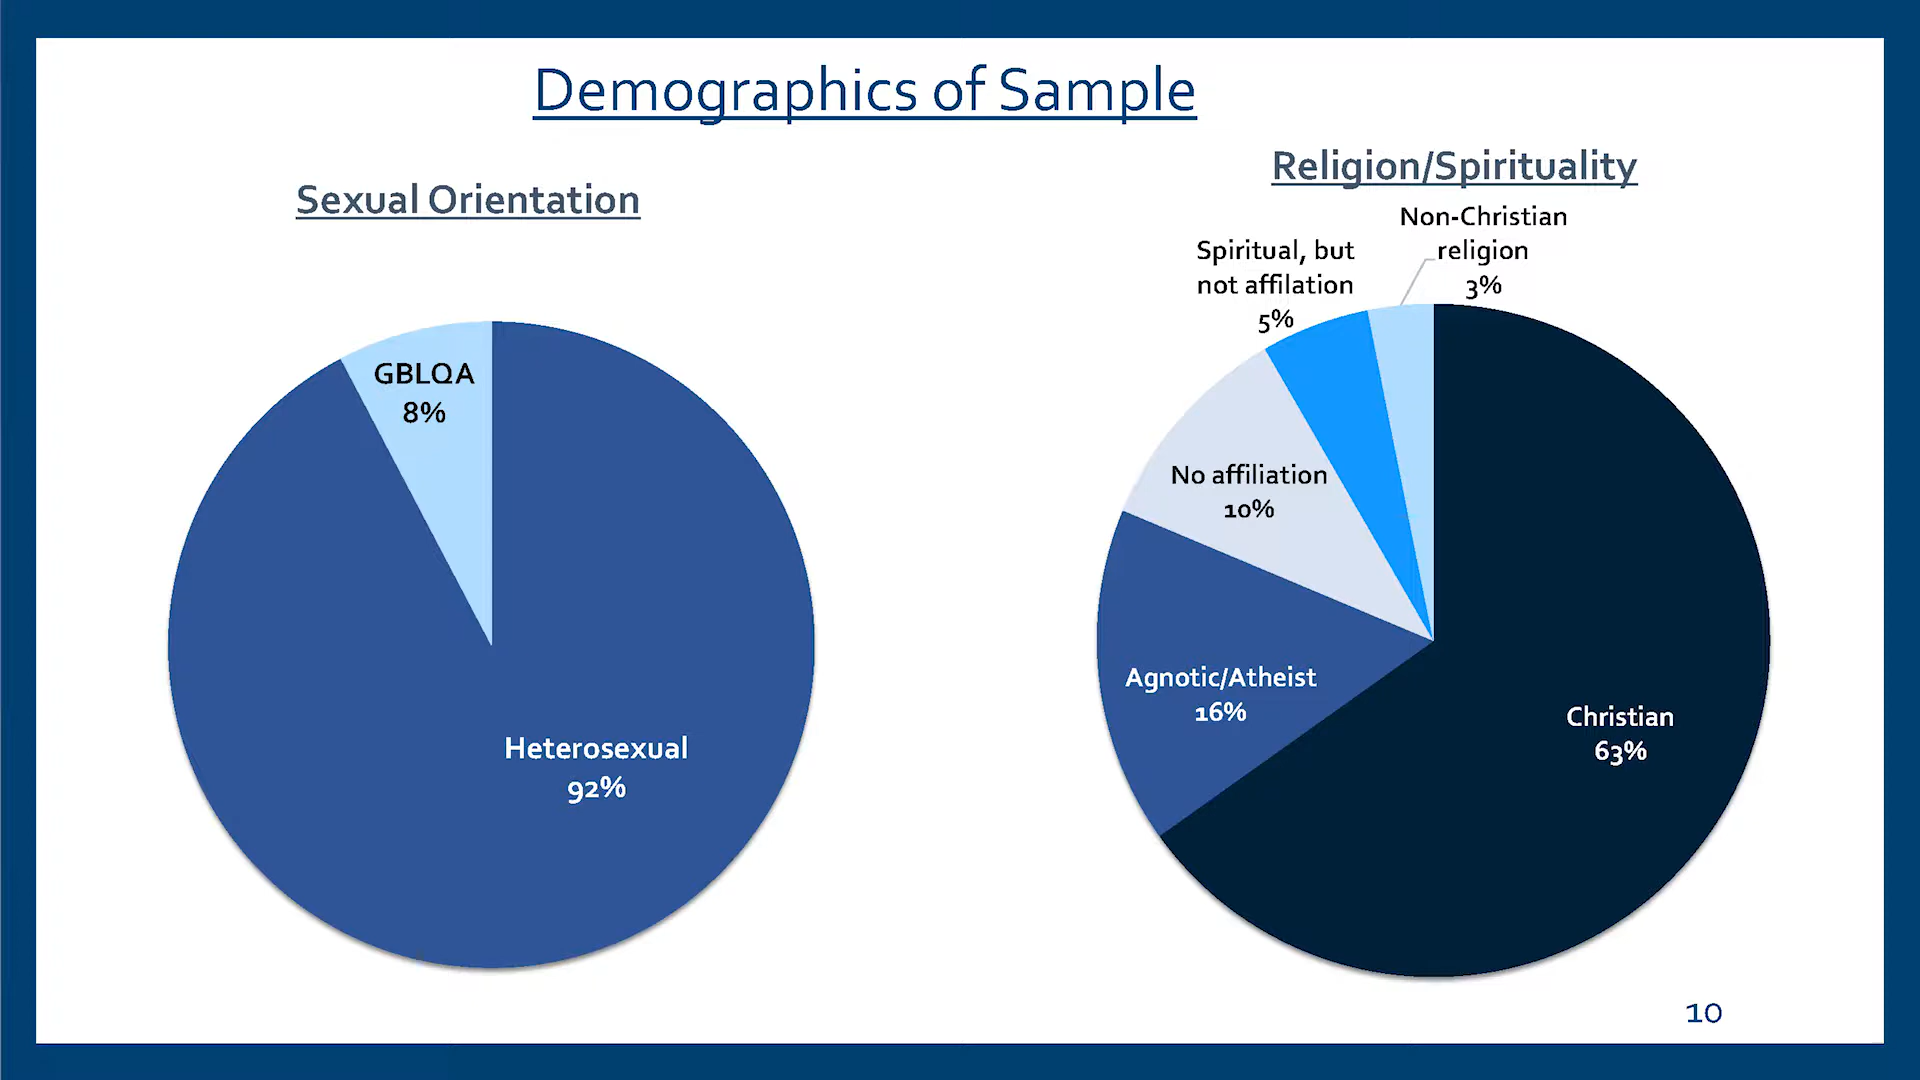 Demographics of Sample
Sexual Orientation
GBLQA
8%
Heterosexual
92%
Religion/Spirituality
Non-Christian
religion
3%
Spiritual, but
not affilation
5%
No affiliation
10%
Agnotic/Atheist
16%
Christian
63%
10